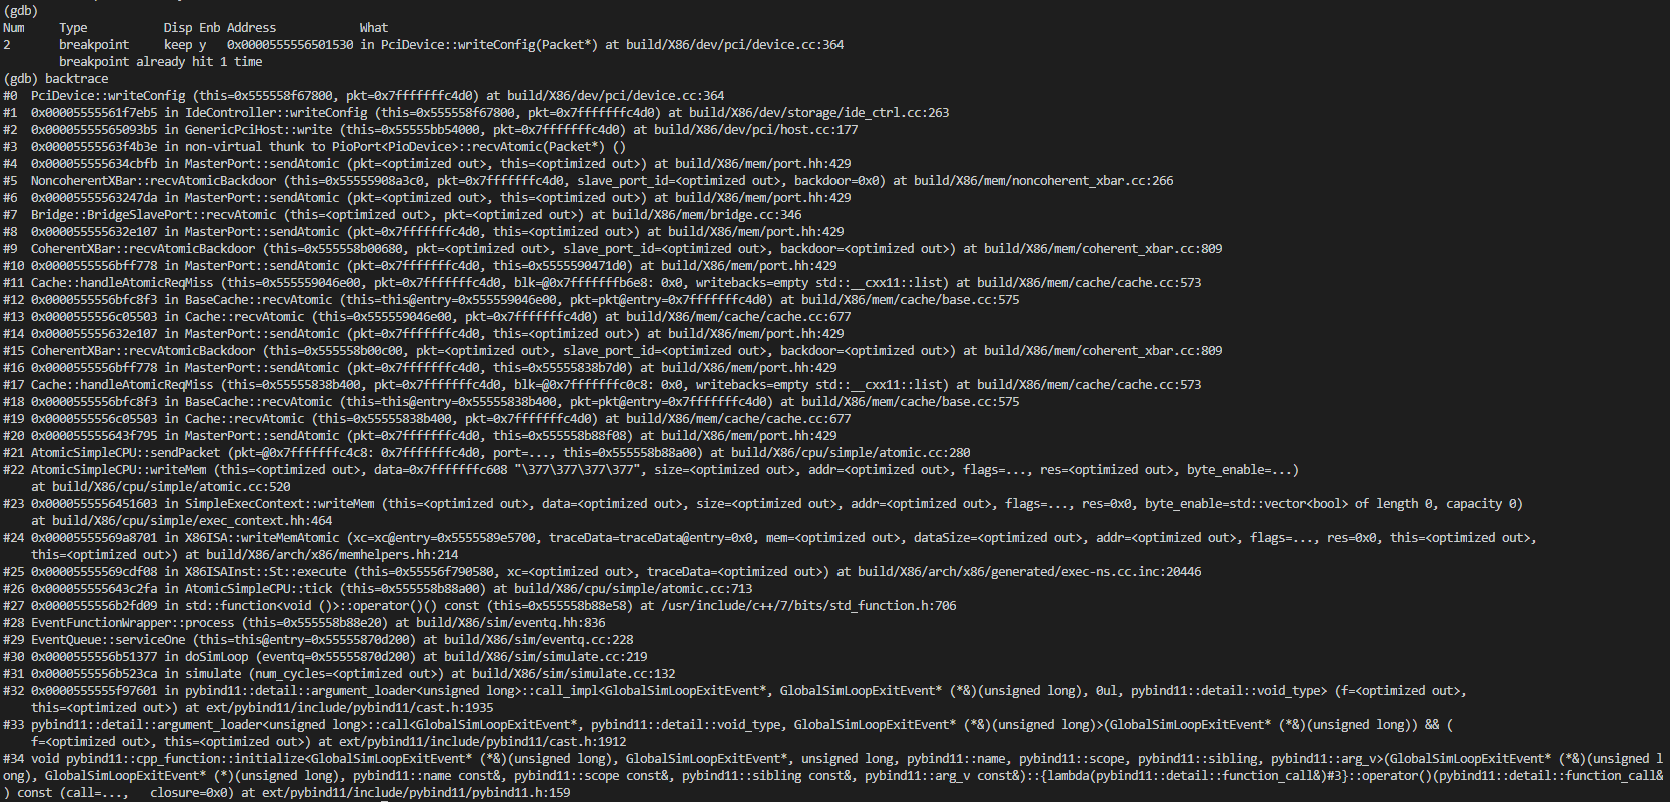 (gdb)
Num     Type           Disp Enb Address            What
2       breakpoint     keep y   0x0000555556501530 in PciDevice::writeConfig(Packet*) at build/X86/dev/pci/device.cc:364
        breakpoint already hit 1 time
(gdb) backtrace
#0  PciDevice::writeConfig (this=0x555558f67800, pkt=0x7fffffffc4d0) at build/X86/dev/pci/device.cc:364
#1  0x00005555561f7eb5 in IdeController::writeConfig (this=0x555558f67800, pkt=0x7fffffffc4d0) at build/X86/dev/storage/ide_ctrl.cc:263
#2  0x00005555565093b5 in GenericPciHost::write (this=0x55555bb54000, pkt=0x7fffffffc4d0) at build/X86/dev/pci/host.cc:177
#3  0x00005555563f4b3e in non-virtual thunk to PioPort<PioDevice>::recvAtomic(Packet*) ()
#4  0x00005555555634cbfb in MasterPort::sendAtomic (pkt=<optimized out>, this=<optimized out>) at build/X86/mem/port.hh:429
#5  NoncoherentXBar::recvAtomicBackdoor (this=0x55555908a3c0, pkt=0x7fffffffc4d0, slave_port_id=<optimized out>, backdoor=0x0) at build/X86/mem/noncoherent_xbar.cc:266
#6  0x00005555563247da in MasterPort::sendAtomic (pkt=<optimized out>, this=<optimized out>) at build/X86/mem/port.hh:429
#7  Bridge::BridgeSlavePort::recvAtomic (this=<optimized out>, pkt=<optimized out>) at build/X86/mem/bridge.cc:346
#8  0x000055555632e107 in MasterPort::sendAtomic (pkt=0x7fffffffc4d0, this=<optimized out>) at build/X86/mem/port.hh:429
#9  CoherentXBar::recvAtomicBackdoor (this=0x555558b00680, pkt=<optimized out>, slave_port_id=<optimized out>, backdoor=<optimized out>) at build/X86/mem/coherent_xbar.cc:809
#10 0x0000555556bff778 in MasterPort::sendAtomic (pkt=0x7fffffffc4d0, this=0x5555590471d0) at build/X86/mem/port.hh:429
#11 Cache::handleAtomicReqMiss (this=0x555559046e00, pkt=0x7fffffffc4d0, blk=@0x7fffffffb6e8: 0x0, writebacks=empty std::__cxx11::list) at build/X86/mem/cache/cache.cc:573
#12 0x0000555556bfc8f3 in BaseCache::recvAtomic (this=this@entry=0x555559046e00, pkt=pkt@entry=0x7fffffffc4d0) at build/X86/mem/cache/base.cc:575
#13 0x0000555556c05503 in Cache::recvAtomic (this=0x555559046e00, pkt=0x7fffffffc4d0) at build/X86/mem/cache/cache.cc:677
#14 0x000055555632e107 in MasterPort::sendAtomic (pkt=0x7fffffffc4d0, this=<optimized out>) at build/X86/mem/port.hh:429
#15 CoherentXBar::recvAtomicBackdoor (this=0x555558b00c00, pkt=<optimized out>, slave_port_id=<optimized out>, backdoor=<optimized out>) at build/X86/mem/coherent_xbar.cc:809
#16 0x0000555556bff778 in MasterPort::sendAtomic (pkt=0x7fffffffc4d0, this=0x55555838b7d0) at build/X86/mem/port.hh:429
#17 Cache::handleAtomicReqMiss (this=0x55555838b400, pkt=0x7fffffffc4d0, blk=@0x7fffffffc0c8: 0x0, writebacks=empty std::__cxx11::list) at build/X86/mem/cache/cache.cc:573
#18 0x0000555556bfc8f3 in BaseCache::recvAtomic (this=this@entry=0x55555838b400, pkt=pkt@entry=0x7fffffffc4d0) at build/X86/mem/cache/base.cc:575
#19 0x0000555556c05503 in Cache::recvAtomic (this=0x55555838b400, pkt=0x7fffffffc4d0) at build/X86/mem/cache/cache.cc:677
#20 0x000055555643f795 in MasterPort::sendAtomic (pkt=0x7fffffffc4d0, this=0x555558b88f08) at build/X86/mem/port.hh:429
#21 AtomicSimpleCPU::sendPacket (pkt=@0x7fffffffc4c8: 0x7fffffffc4d0, port=..., this=0x555558b88a00) at build/X86/cpu/simple/atomic.cc:280
#22 AtomicSimpleCPU::writeMem (this=<optimized out>, data=0x7fffffffc608 "\377\377\377\377", size=<optimized out>, addr=<optimized out>, flags=..., res=<optimized out>, byte_enable=...)
    at build/X86/cpu/simple/atomic.cc:520
#23 0x0000555556451603 in SimpleExecContext::writeMem (this=<optimized out>, data=<optimized out>, size=<optimized out>, addr=<optimized out>, flags=..., res=0x0, byte_enable=std::vector<bool> of length 0, capacity 0)
    at build/X86/cpu/simple/exec_context.hh:464
#24 0x00005555569a8701 in X86ISA::writeMemAtomic (xc=xc@entry=0x5555589e5700, traceData=traceData@entry=0x0, mem=<optimized out>, dataSize=<optimized out>, addr=<optimized out>, flags=..., res=0x0, this=<optimized out>,
    this=<optimized out>) at build/X86/arch/x86/memhelpers.hh:214
#25 0x00005555569cdf08 in X86ISAInst::St::execute (this=0x55556f790580, xc=<optimized out>, traceData=<optimized out>) at build/X86/arch/x86/generated/exec-ns.cc.inc:20446
#26 0x000055555643c2fa in AtomicSimpleCPU::tick (this=0x555558b88a00) at build/X86/cpu/simple/atomic.cc:713
#27 0x0000555556b2fd09 in std::function<void ()>::operator()() const (this=0x555558b88e58) at /usr/include/c++/7/bits/std_function.h:706
#28 EventFunctionWrapper::process (this=0x555558b88e20) at build/X86/sim/eventq.hh:836
#29 EventQueue::serviceOne (this=this@entry=0x55555870d200) at build/X86/sim/eventq.cc:228
#30 0x0000555556b51377 in doSimLoop (eventq=0x55555870d200) at build/X86/sim/simulate.cc:219
#31 0x0000555556b523ca in simulate (num_cycles=<optimized out>) at build/X86/sim/simulate.cc:132
#32 0x0000555555f97601 in pybind11::detail::argument_loader<unsigned long>::call_impl<GlobalSimLoopExitEvent*, GlobalSimLoopExitEvent* (*&)(unsigned long), 0ul, pybind11::detail::void_type> (f=<optimized out>,
    this=<optimized out>) at ext/pybind11/include/pybind11/cast.h:1935
#33 pybind11::detail::argument_loader<unsigned long>::call<GlobalSimLoopExitEvent*, pybind11::detail::void_type, GlobalSimLoopExitEvent* (*&)(unsigned long)>(GlobalSimLoopExitEvent* (*&)(unsigned long)) && (
    f=<optimized out>, this=<optimized out>) at ext/pybind11/include/pybind11/cast.h:1912
#34 void pybind11::cpp_function::initialize<GlobalSimLoopExitEvent* (*&)(unsigned long), GlobalSimLoopExitEvent*, unsigned long, pybind11::name, pybind11::scope, pybind11::sibling, pybind11::arg_v>(GlobalSimLoopExitEvent* (*&)(unsigned l
ong), GlobalSimLoopExitEvent* (*)(unsigned long), pybind11::name const&, pybind11::scope const&, pybind11::sibling const&, pybind11::arg_v const&)::{lambda(pybind11::detail::function_call&)#3}::operator()(pybind11::detail::function_call&
) const (call=...,   closure=0x0) at ext/pybind11/include/pybind11/pybind11.h:159